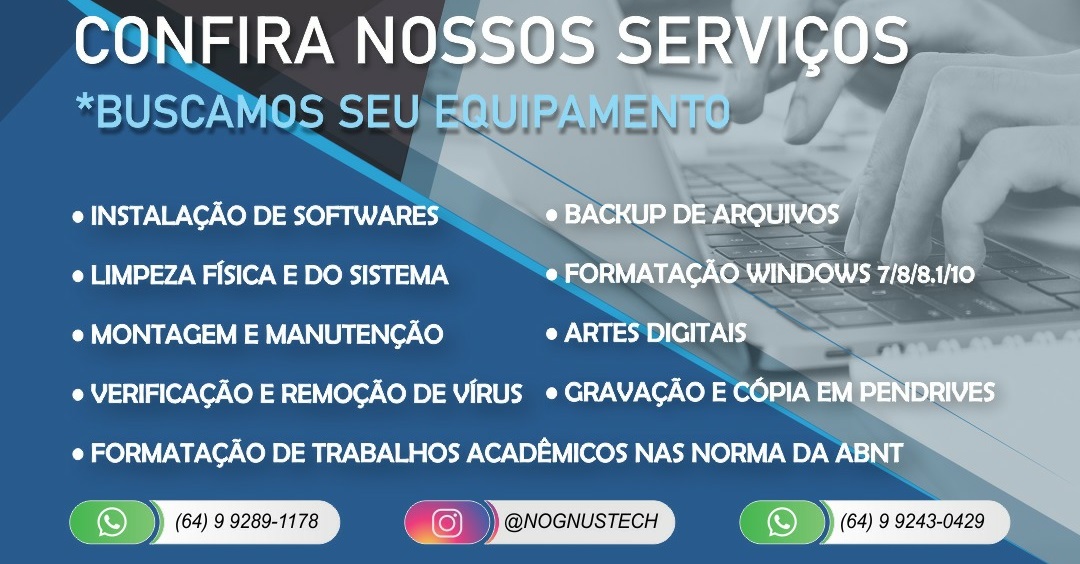 CONFIRA NOSSOS SERVIÇOS
*BUSCAMOS SEU EQUIPAMENTO
• INSTALAÇÃO DE SOFTWARES
• LIMPEZA FÍSICA E DO SISTEMA
• MONTAGEM E MANUTENÇÃO
• VERIFICAÇÃO E REMOÇÃO DE VÍRUS
• BACKUP DE ARQUIVOS
• FORMATAÇÃO WINDOWS 7/8/8.1/10
• ARTES DIGITAIS
• GRAVAÇÃO E CÓPIA EM PENDRIVES
• FORMATAÇÃO DE TRABALHOS ACADÊMICOS NAS NORMA DA ABNT
(64) 9 9289-1178
@NOGNUSTECH
(64) 9 9243-0429